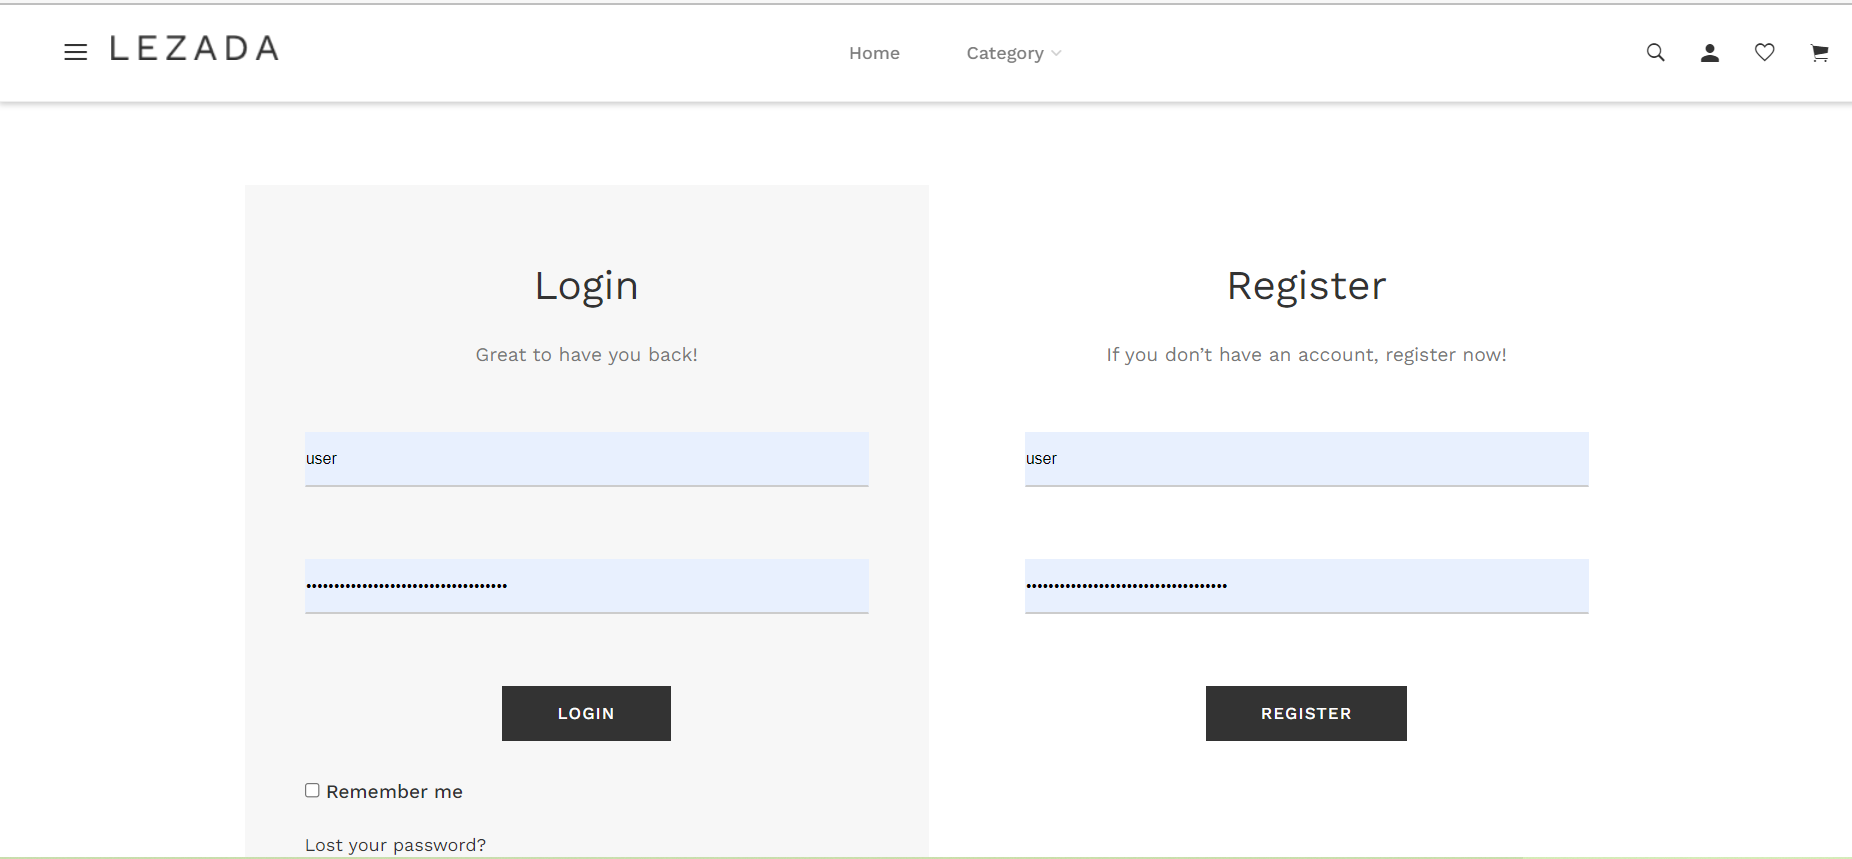 LEZADA
Home
Category
Login
Great to have you back!
user
••••••••••••••••••••••••••••••••••••
LOGIN
Remember me
Lost your password?
Register
If you don’t have an account, register now!
user
••••••••••••••••••••••••••••••••••••
REGISTER